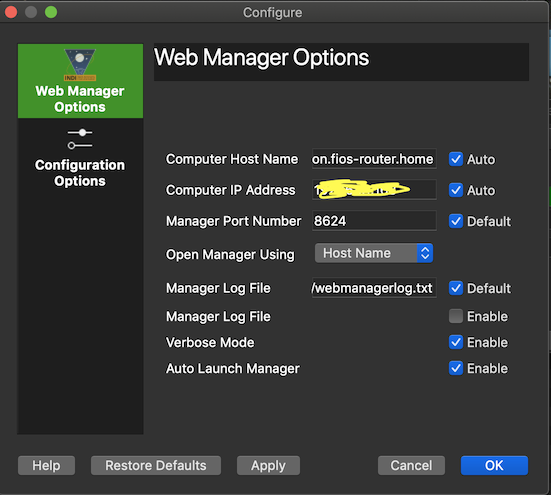 Configure
Web Manager Options
INDI
Web Manager
Options
Configuration
Options
Computer Host Name on.fios-router.home Auto
Computer IP Address Auto
Manager Port Number 8624 Default
Open Manager Using Host Name
Manager Log File /webmanagerlog.txt Default
Manager Log File Enable
Verbose Mode Enable
Auto Launch Manager Enable
Help Restore Defaults Apply Cancel OK